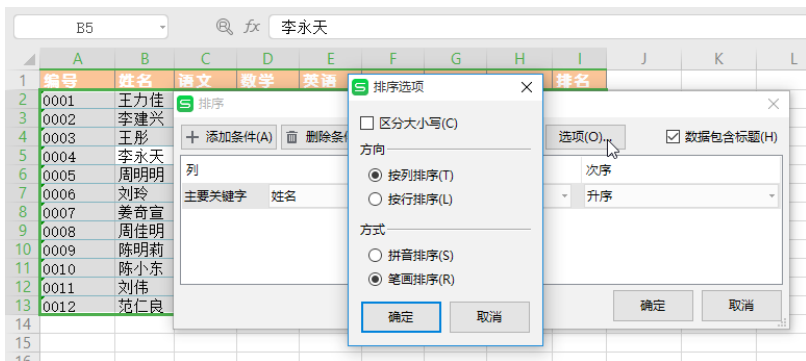 B5 fx 李永天
A B C D E F G H I J K L
1 编号 姓名 语文 数学 英语 排名
2 0001 王力佳
3 0002 李建兴
4 0003 王彤
5 0004 李永天
6 0005 周明明
7 0006 刘玲
8 0007 姜奇宣
9 0008 周佳明
10 0009 陈明莉
11 0010 陈小东
12 0011 刘伟
13 0012 范仁良
14
15
16
S 排序
添加条件(A) 删除条
选项(O)... 数据包含标题(H)
列 次序
主要关键字 姓名 升序
确定 取消
S 排序选项
区分大小写(C)
方向
按列排序(T)
按行排序(L)
方式
拼音排序(S)
笔画排序(R)
确定 取消